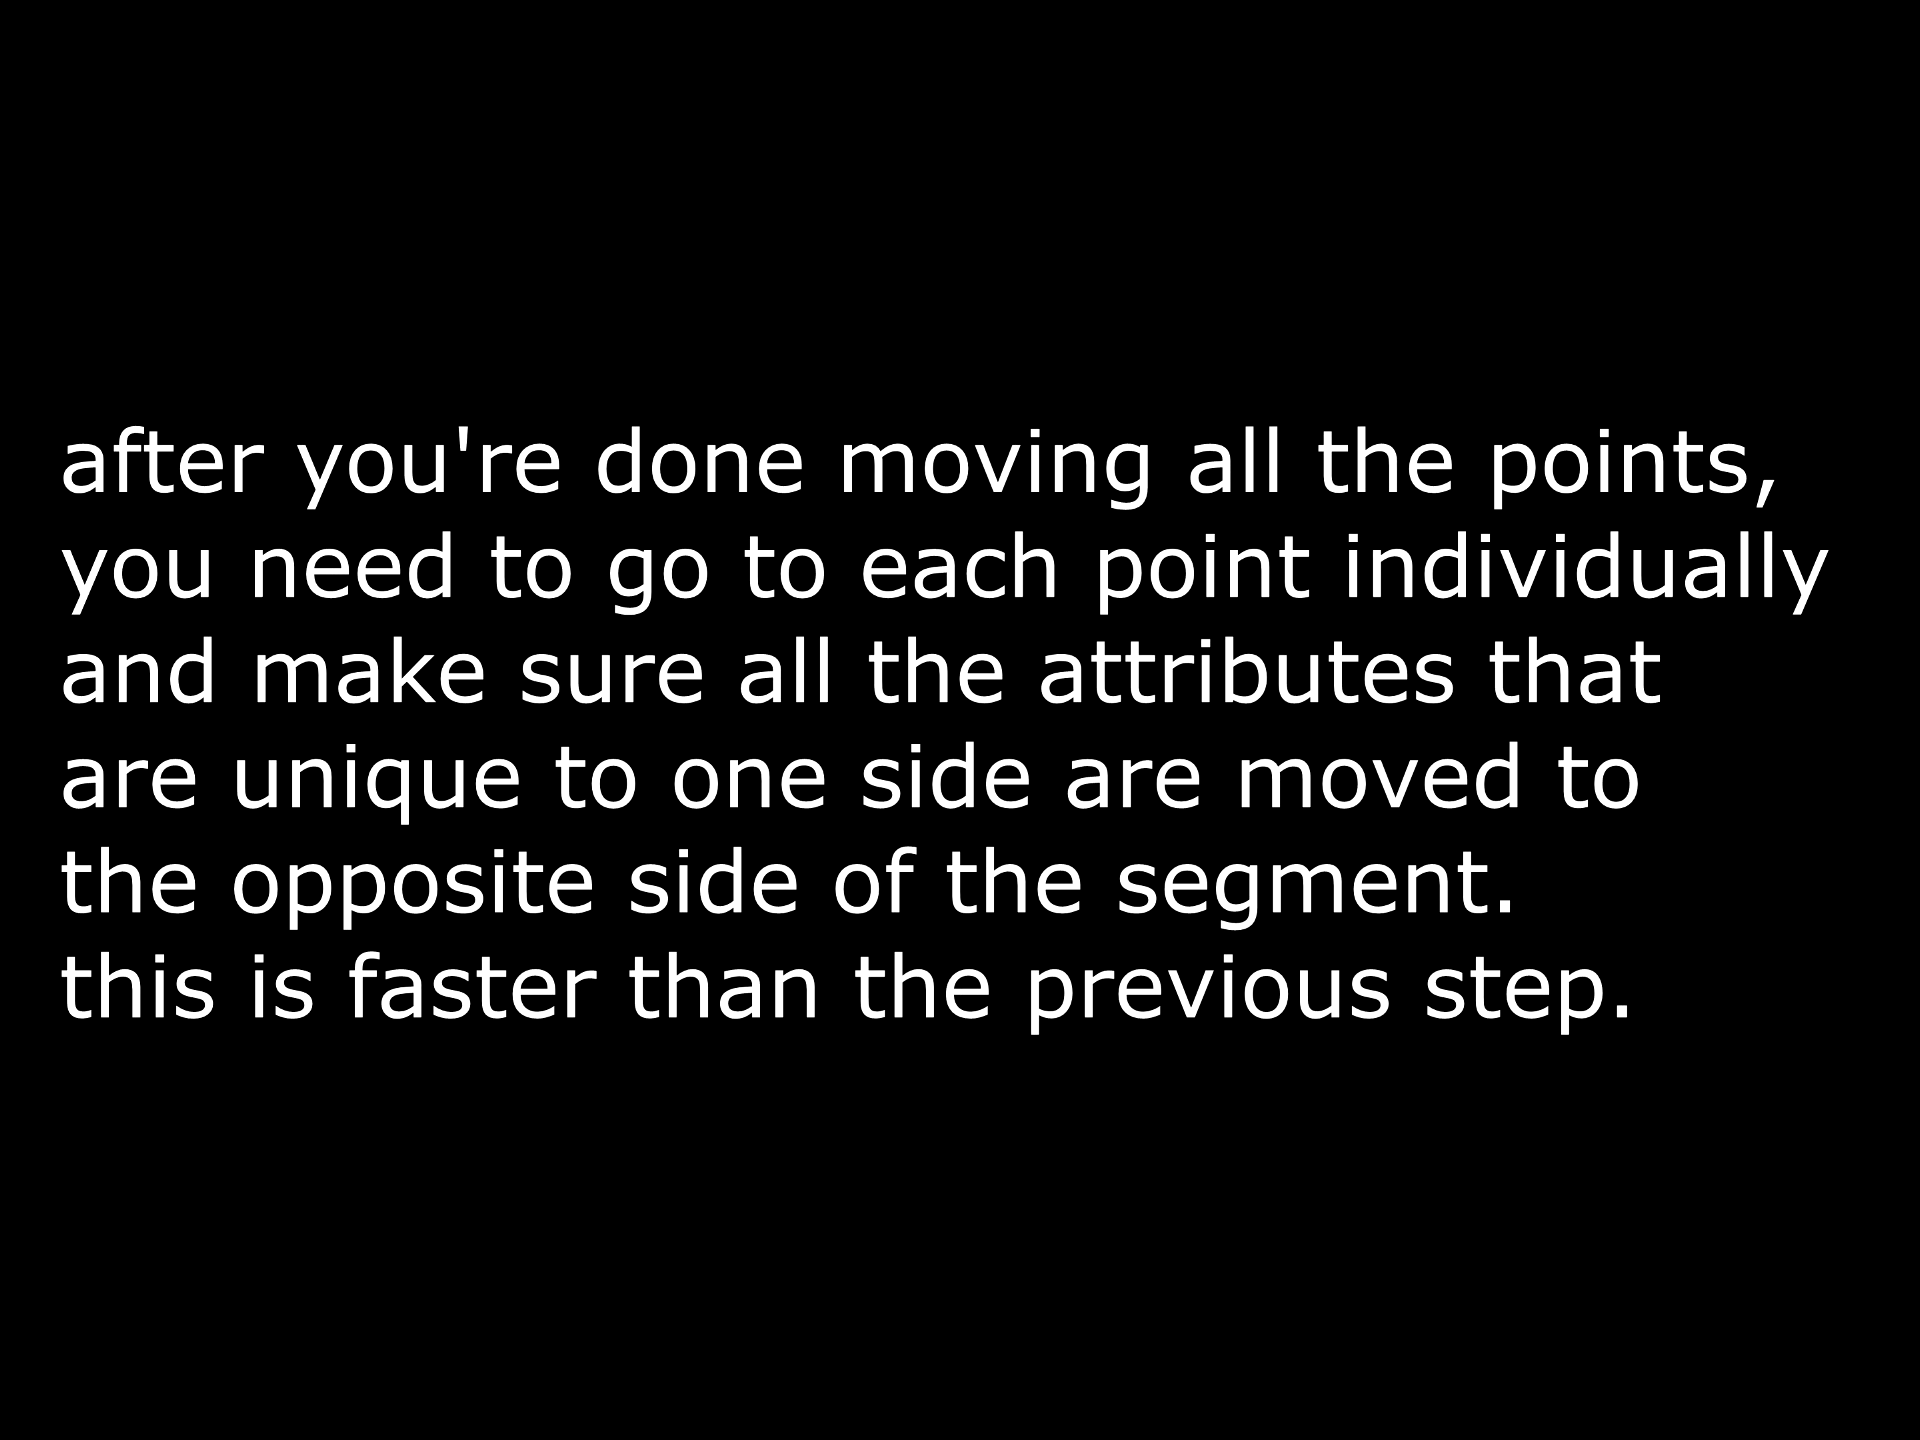 after you're done moving all the points,
you need to go to each point individually
and make sure all the attributes that
are unique to one side are moved to
the opposite side of the segment.
this is faster than the previous step.